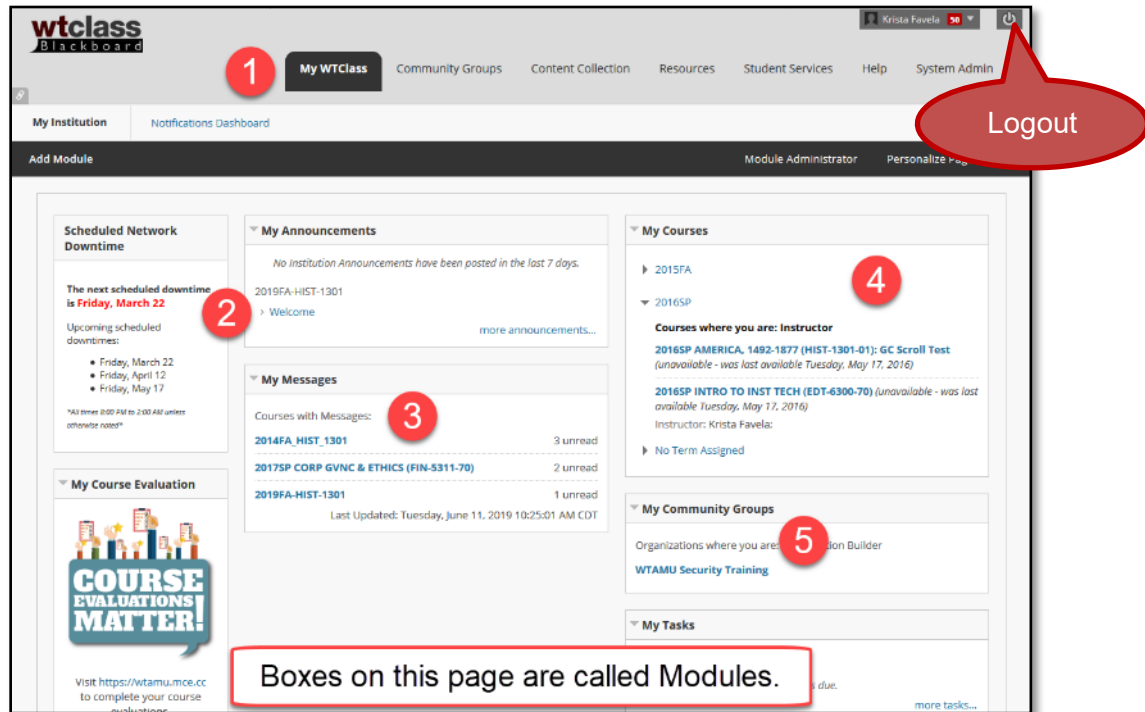 wtclass
Blackboard
Krista Favela 50
Logout
1
My WTClass Community Groups Content Collection Resources Student Services Help System Admin
My Institution Notifications Dashboard
Add Module Module Administrator Personalize
Scheduled Network
Downtime
The next scheduled downtime
is Friday, March 22
Upcoming scheduled
downtimes:
• Friday, March 22
• Friday, April 12
• Friday, May 17
*All times 8:00 PM to 2:00 AM unless
otherwise noted*
My Course Evaluation
COURSE
EVALUATIONS
MATTER!
Visit https://wtamu.mce.cc
to complete your course
evaluations
My Announcements
No Institution Announcements have been posted in the last 7 days.
2019FA-HIST-1301
2
> Welcome
more announcements...
My Messages
Courses with Messages:
3
2014FA_HIST_1301 3 unread
2017SP CORP GVNC & ETHICS (FIN-5311-70) 2 unread
2019FA-HIST-1301 1 unread
Last Updated: Tuesday, June 11, 2019 10:25:01 AM CDT
My Courses
2015FA
4
2016SP
Courses where you are: Instructor
2016SP AMERICA, 1492-1877 (HIST-1301-01): GC Scroll Test
(unavailable - was last available Tuesday, May 17, 2016)
2016SP INTRO TO INST TECH (EDT-6300-70) (unavailable - was last
available Tuesday, May 17, 2016)
Instructor: Krista Favela:
No Term Assigned
My Community Groups
5
Organizations where you are: Builder
WTAMU Security Training
My Tasks
due.
more tasks...
Boxes on this page are called Modules.